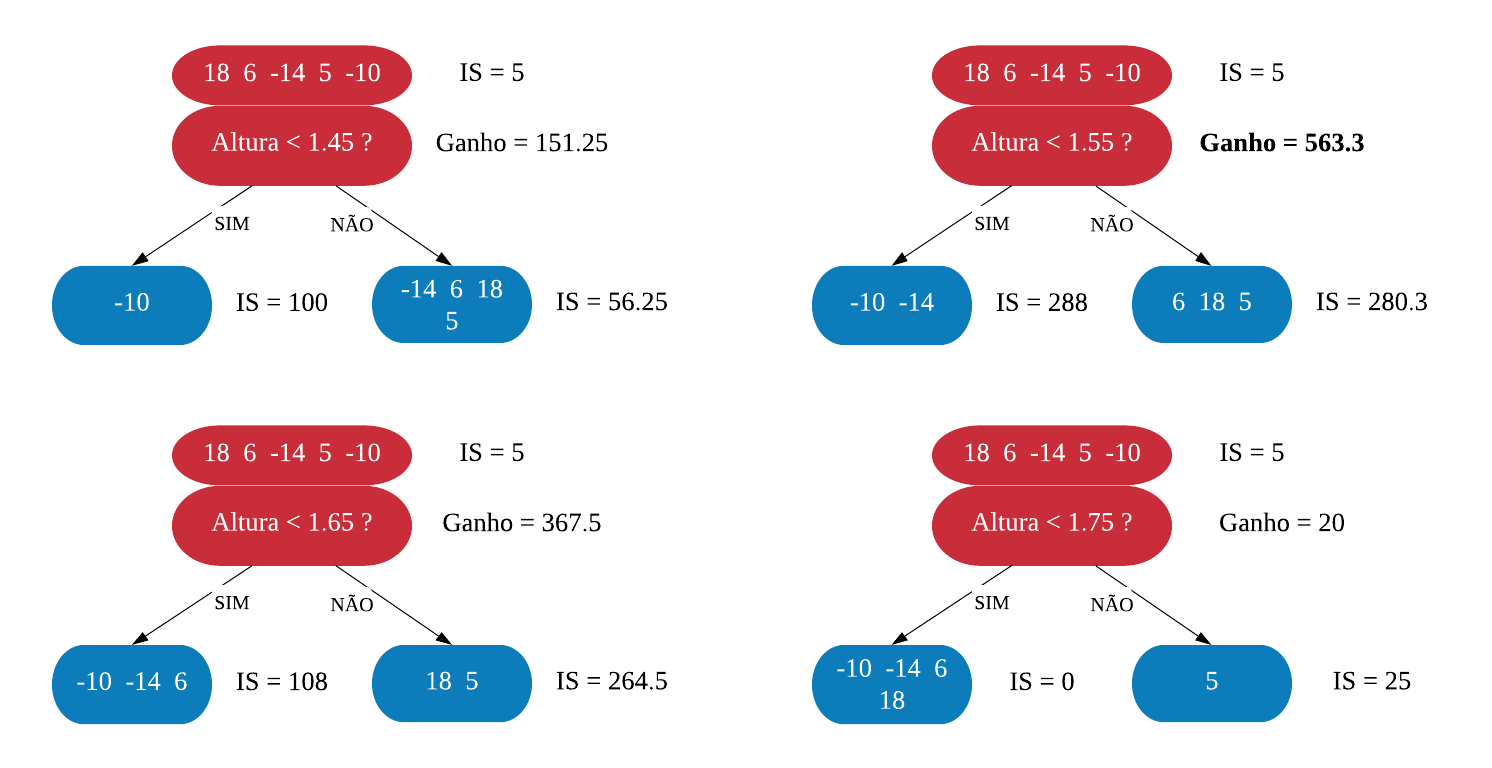 18 6 -14 5 -10
IS = 5
Altura < 1.45 ?
Ganho = 151.25
SIM
NÃO
-10
IS = 100
-14 6 18
5
IS = 56.25
18 6 -14 5 -10
IS = 5
Altura < 1.55 ?
Ganho = 563.3
SIM
NÃO
-10 -14
IS = 288
6 18 5
IS = 280.3
18 6 -14 5 -10
IS = 5
Altura < 1.65 ?
Ganho = 367.5
SIM
NÃO
-10 -14 6
IS = 108
18 5
IS = 264.5
18 6 -14 5 -10
IS = 5
Altura < 1.75 ?
Ganho = 20
SIM
NÃO
-10 -14 6
18
IS = 0
5
IS = 25